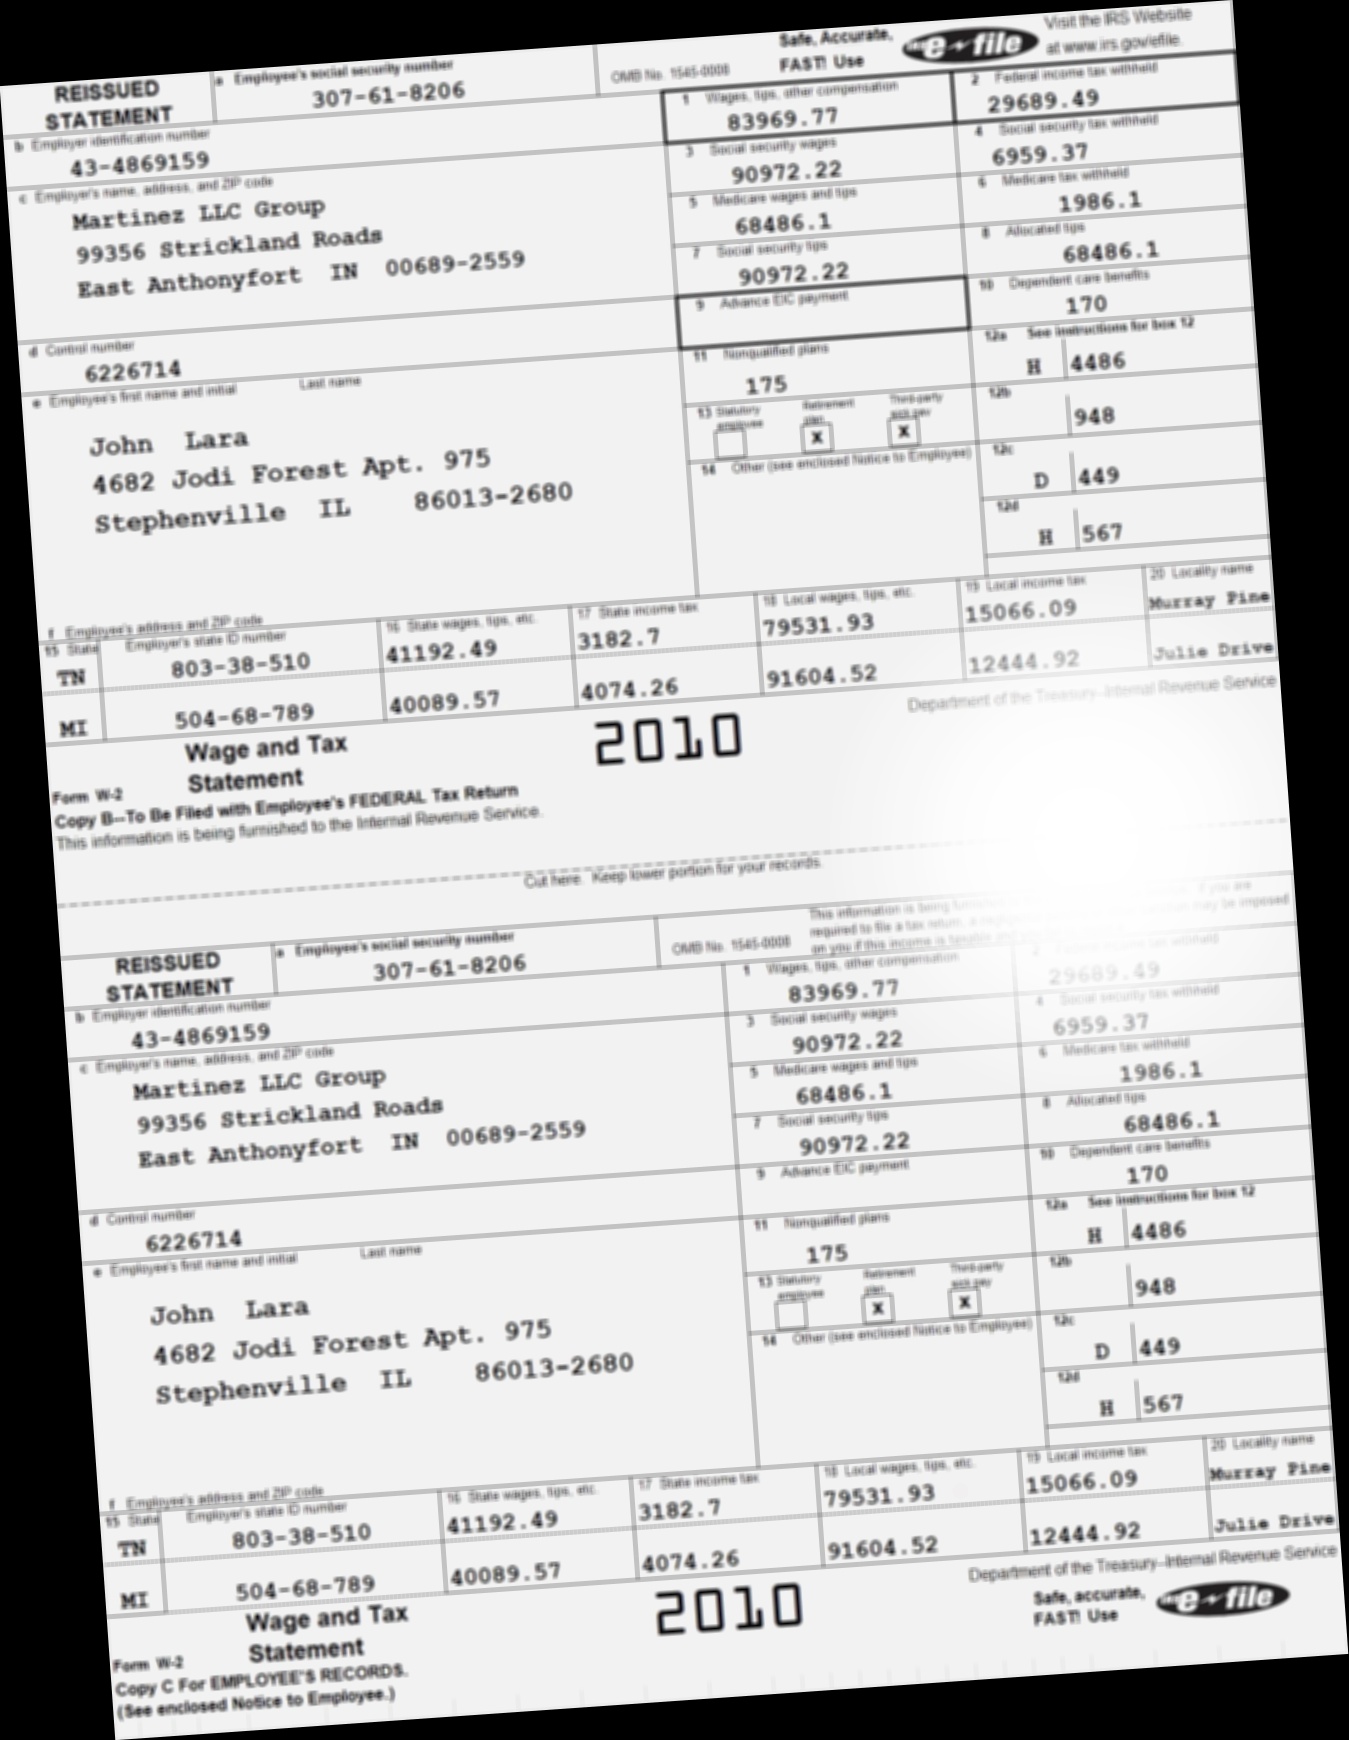 Safe, Accurate,
FAST! Use
e file
Visit the IRS Website
at www.irs.gov/efile.
REISSUED
STATEMENT
a Employee's social security number
307-61-8206
OMB No. 1545-0008
1 Wages, tips, other compensation
83969.77
2 Federal income tax withheld
29689.49
b Employer identification number
43-4869159
3 Social security wages
90972.22
4 Social security tax withheld
6959.37
c Employer's name, address, and ZIP code
Martinez LLC Group
99356 Strickland Roads
East Anthonyfort IN 00689-2559
5 Medicare wages and tips
68486.1
6 Medicare tax withheld
1986.1
7 Social security tips
90972.22
8 Allocated tips
68486.1
9 Advance EIC payment
10 Dependent care benefits
170
d Control number
6226714
11 Nonqualified plans
175
12a See instructions for box 12
H 4486
e Employee's first name and initial Last name
John Lara
4682 Jodi Forest Apt. 975
Stephenville IL 86013-2680
13 Statutory employee
Retirement plan X
Third-party sick pay X
12b
948
14 Other (see enclosed Notice to Employee)
12c
D 449
12d
H 567
f Employee's address and ZIP code
15 State Employer's state ID number
16 State wages, tips, etc.
17 State income tax
18 Local wages, tips, etc.
19 Local income tax
20 Locality name
TN 803-38-510 41192.49 3182.7 79531.93 15066.09 Murray Pine
MI 504-68-789 40089.57 4074.26 91604.52 12444.92 Julie Drive
Form W-2
Wage and Tax
Statement
2010
Department of the Treasury--Internal Revenue Service
Copy B--To Be Filed with Employee's FEDERAL Tax Return
This information is being furnished to the Internal Revenue Service.
Cut here. Keep lower portion for your records.
This information is being
if you are
required to file a tax return, a
may be imposed
on you if this income is taxable and
REISSUED
STATEMENT
a Employee's social security number
307-61-8206
OMB No. 1545-0008
1 Wages, tips, other compensation
83969.77
tax withheld
29689.49
b Employer identification number
43-4869159
3 Social security wages
90972.22
4 Social security tax withheld
6959.37
c Employer's name, address, and ZIP code
Martinez LLC Group
99356 Strickland Roads
East Anthonyfort IN 00689-2559
5 Medicare wages and tips
68486.1
6 Medicare tax withheld
1986.1
7 Social security tips
90972.22
8 Allocated tips
68486.1
9 Advance EIC payment
10 Dependent care benefits
170
d Control number
6226714
11 Nonqualified plans
175
12a See instructions for box 12
H 4486
e Employee's first name and initial Last name
John Lara
4682 Jodi Forest Apt. 975
Stephenville IL 86013-2680
13 Statutory employee
Retirement plan X
Third-party sick pay X
12b
948
14 Other (see enclosed Notice to Employee)
12c
D 449
12d
H 567
f Employee's address and ZIP code
15 State Employer's state ID number
16 State wages, tips, etc.
17 State income tax
18 Local wages, tips, etc.
19 Local income tax
20 Locality name
TN 803-38-510 41192.49 3182.7 79531.93 15066.09 Murray Pine
MI 504-68-789 40089.57 4074.26 91604.52 12444.92 Julie Drive
Form W-2
Wage and Tax
Statement
2010
Department of the Treasury--Internal Revenue Service
Safe, accurate,
FAST! Use
e file
Copy C For EMPLOYEE'S RECORDS.
(See enclosed Notice to Employee.)